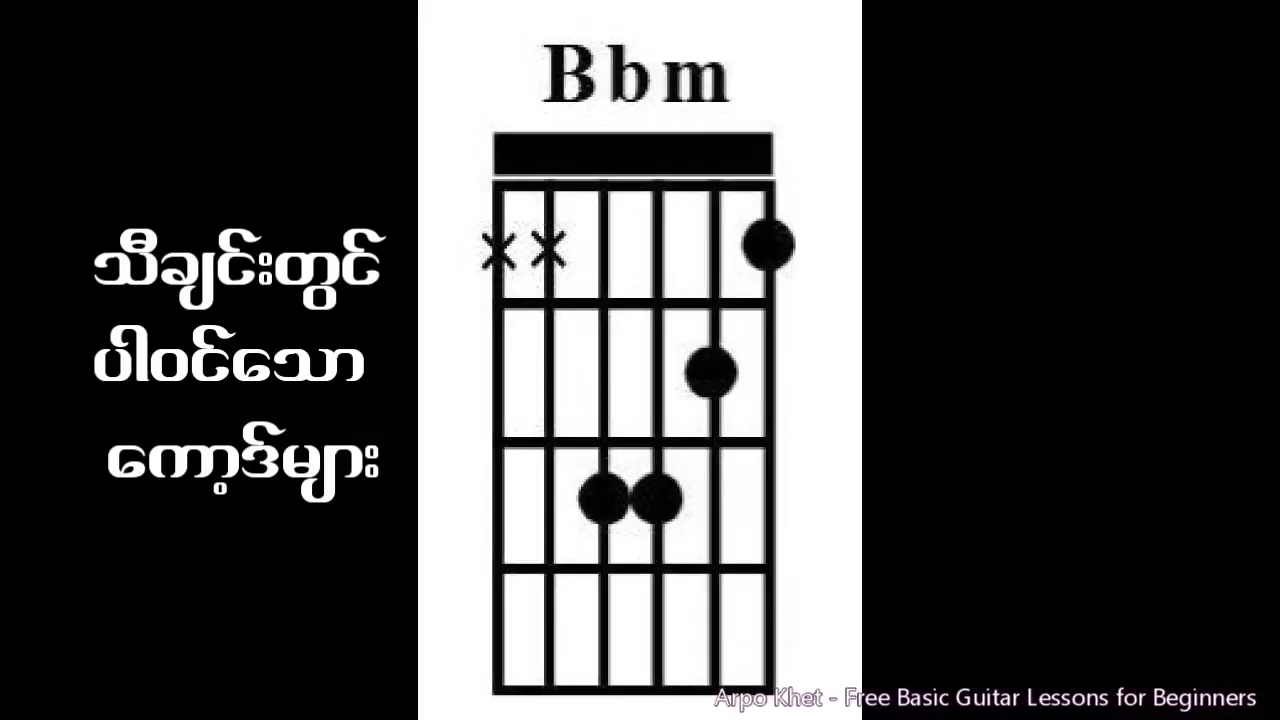 Bbm
သီချင်းတွင်
ပါဝင်သော
ကော့ဒ်များ
Arpo Khet - Free Basic Guitar Lessons for Beginners